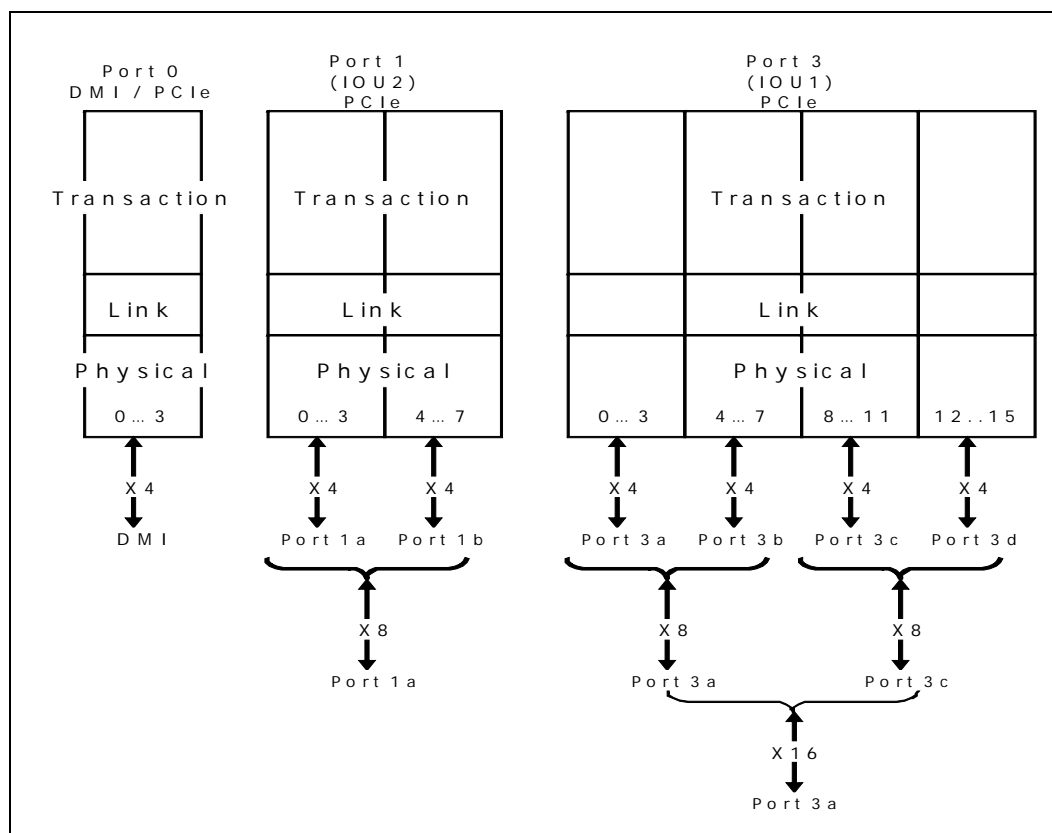 Port 0
DMI / PCIe
Port 1
(IOU2)
PCIe
Port 3
(IOU1)
PCIe
Transaction
Transaction
Transaction
Link
Link
Link
Physical
Physical
Physical
0... 3
0... 3
4... 7
0... 3
4... 7
8... 11
12..15
X4
X4
X4
X4
X4
X4
X4
DMI
Port 1a
Port 1b
Port 3a
Port 3b
Port 3c
Port 3d
X8
X8
X8
Port 1a
Port 3a
Port 3c
X16
Port 3a